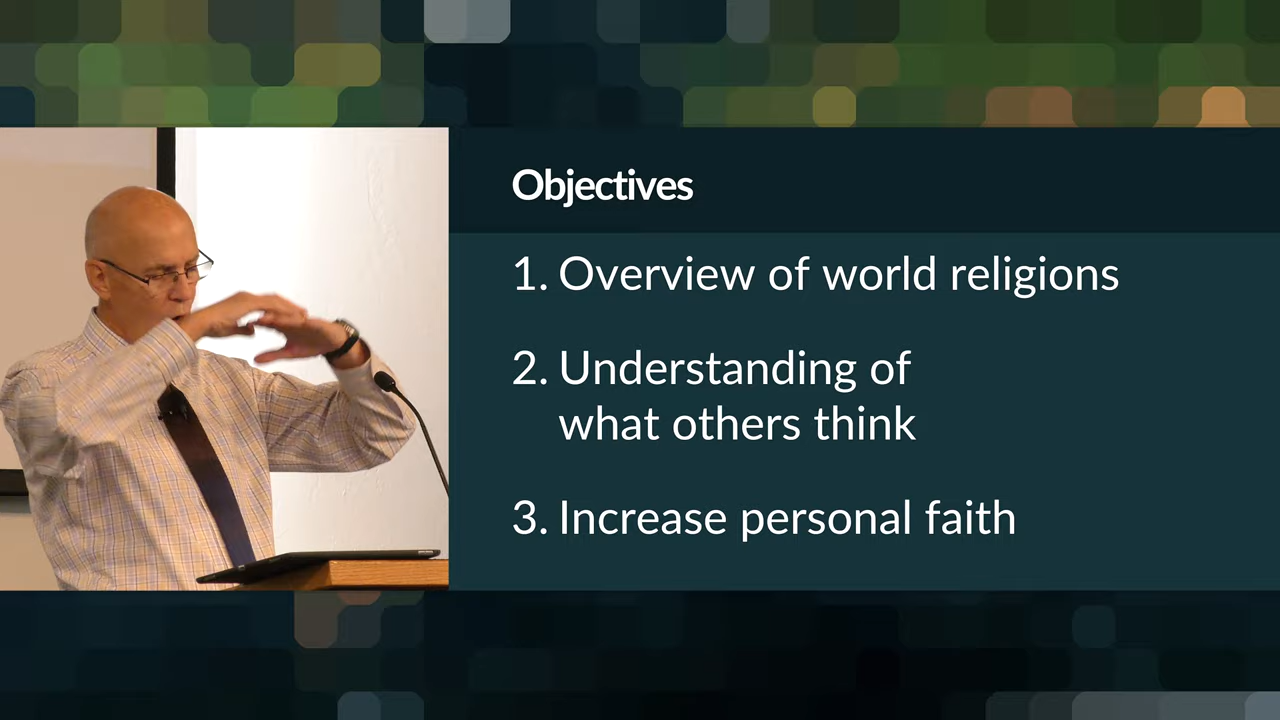 Objectives
1. Overview of world religions
2. Understanding of
what others think
3. Increase personal faith